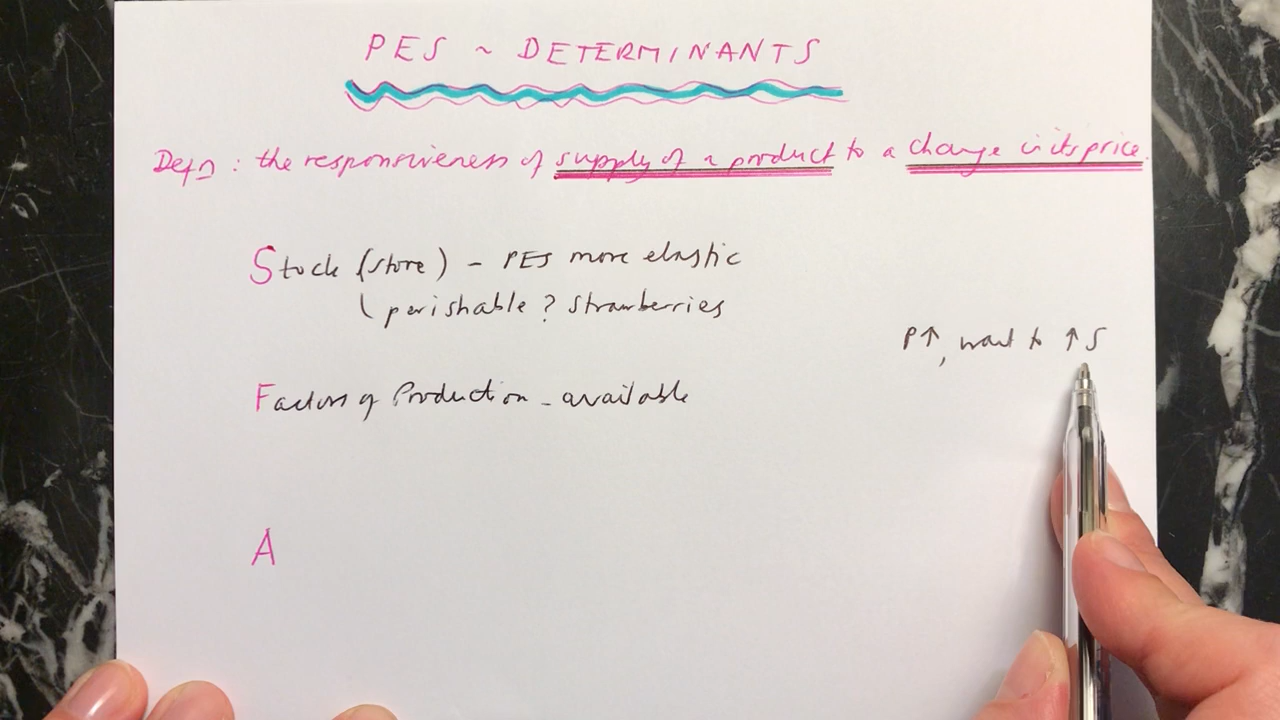 PES ~ DETERMINANTS
Defn : the responsiveness of supply of a product to a change in its price.
Stock (store) - PES more elastic
( perishable ? strawberries
P↑, want to ↑ S
Factors of Production - available
A